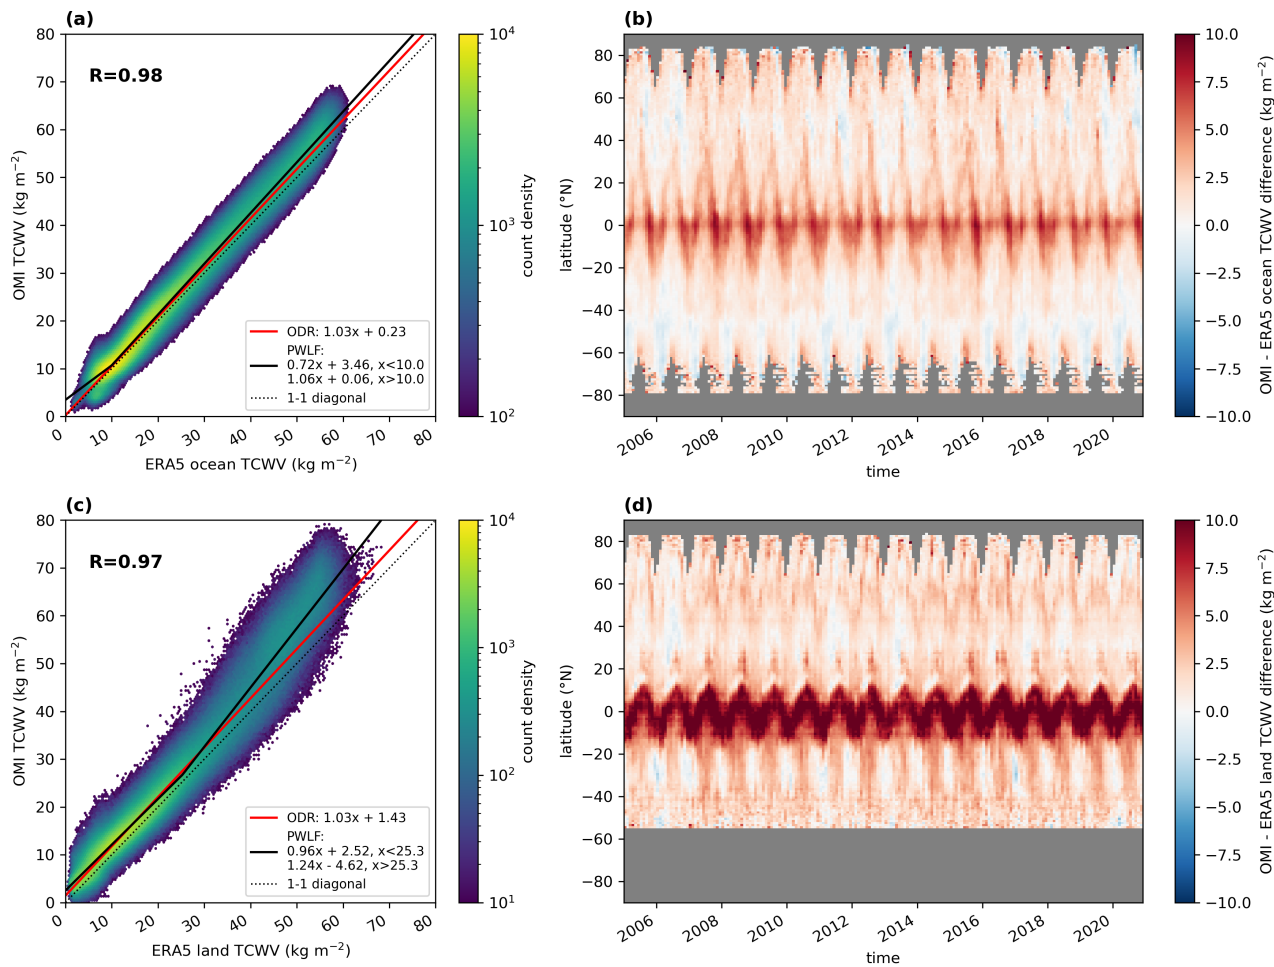 (a)
R=0.98
80
70
60
50
40
30
20
10
0
OMI TCWV (kg m⁻²)
0 10 20 30 40 50 60 70 80
ERA5 ocean TCWV (kg m⁻²)
ODR: 1.03x + 0.23
PWLF:
0.72x + 3.46, x<10.0
1.06x + 0.06, x>10.0
1-1 diagonal
10⁴
10³
10²
count density
(b)
80
60
40
20
0
−20
−40
−60
−80
latitude (°N)
2006 2008 2010 2012 2014 2016 2018 2020
time
10.0
7.5
5.0
2.5
0.0
−2.5
−5.0
−7.5
−10.0
OMI - ERA5 ocean TCWV difference (kg m⁻²)
(c)
R=0.97
80
70
60
50
40
30
20
10
0
OMI TCWV (kg m⁻²)
0 10 20 30 40 50 60 70 80
ERA5 land TCWV (kg m⁻²)
ODR: 1.03x + 1.43
PWLF:
0.96x + 2.52, x<25.3
1.24x - 4.62, x>25.3
1-1 diagonal
10⁴
10³
10²
10¹
count density
(d)
80
60
40
20
0
−20
−40
−60
−80
latitude (°N)
2006 2008 2010 2012 2014 2016 2018 2020
time
10.0
7.5
5.0
2.5
0.0
−2.5
−5.0
−7.5
−10.0
OMI - ERA5 land TCWV difference (kg m⁻²)